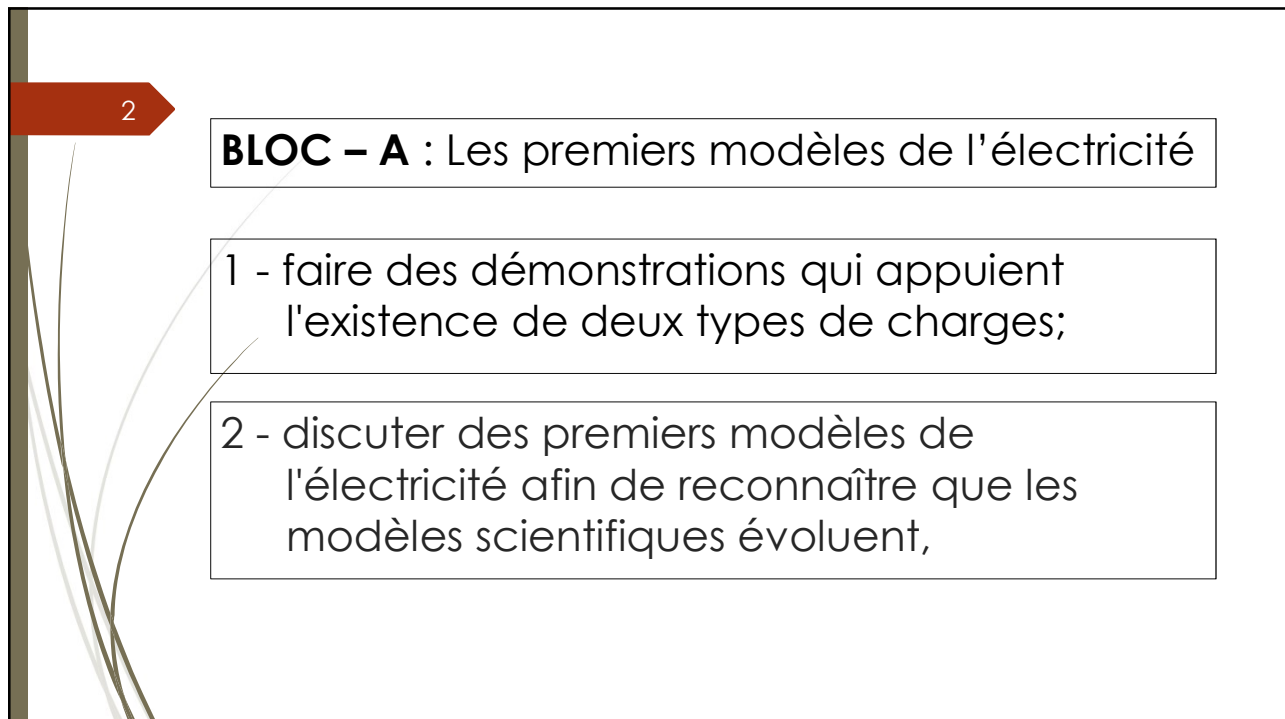 2
BLOC – A : Les premiers modèles de l’électricité
1 - faire des démonstrations qui appuient
l'existence de deux types de charges;
2 - discuter des premiers modèles de
l'électricité afin de reconnaître que les
modèles scientifiques évoluent,